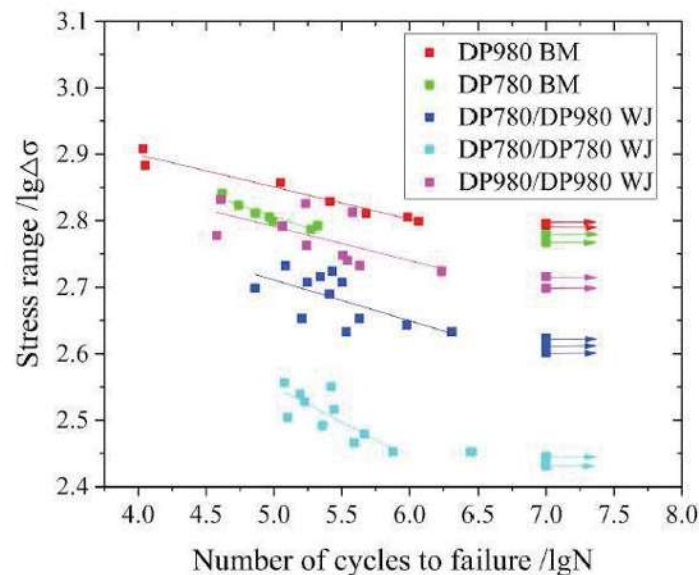 3.1
3.0
2.9
2.8
2.7
2.6
2.5
2.4
Stress range /lgΔσ
DP980 BM
DP780 BM
DP780/DP980 WJ
DP780/DP780 WJ
DP980/DP980 WJ
4.0 4.5 5.0 5.5 6.0 6.5 7.0 7.5 8.0
Number of cycles to failure /lgN